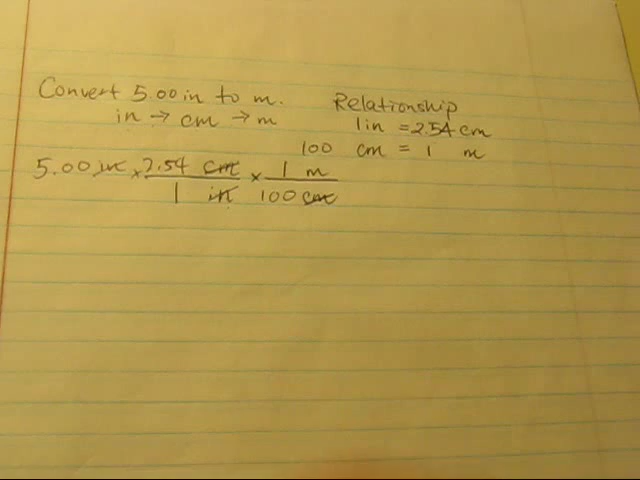 Convert 5.00 in to m.
in → cm → m
Relationship
1 in = 2.54 cm
100 cm = 1 m
5.00 in × 2.54 cm / 1 in × 1 m / 100 cm